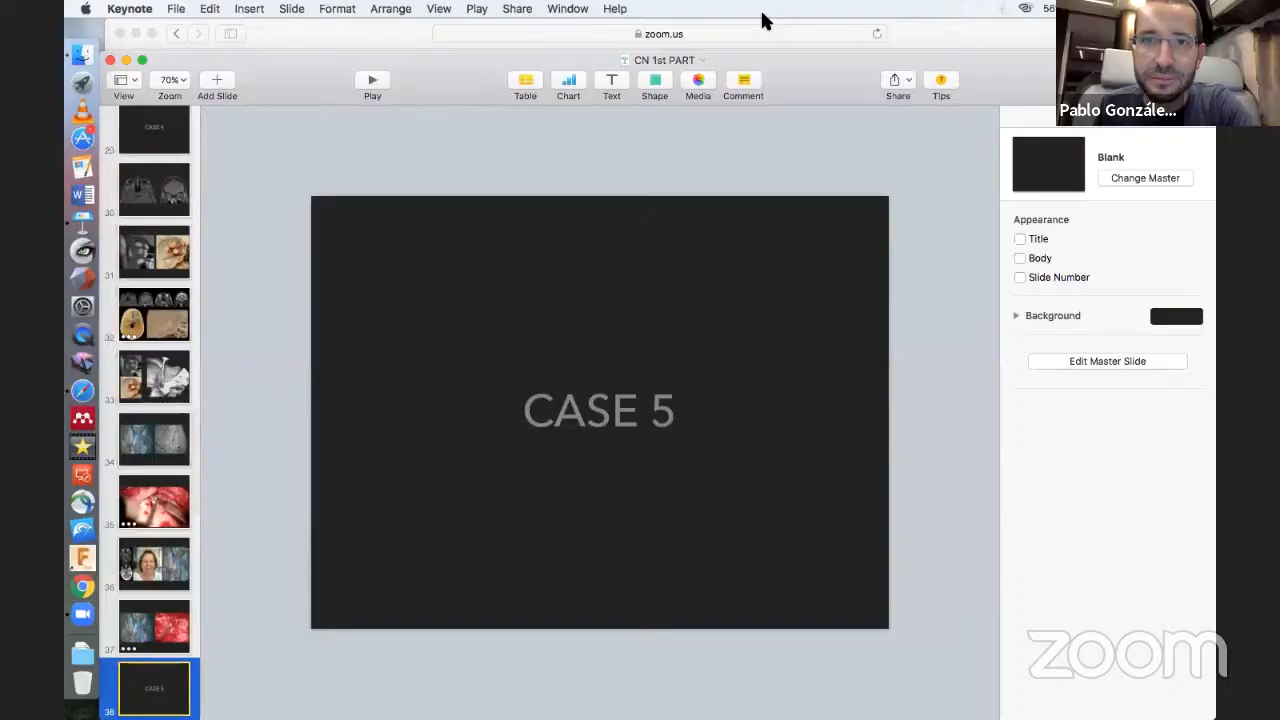 Keynote File Edit Insert Slide Format Arrange View Play Share Window Help
zoom.us
CN 1st PART
70%
View Zoom Add Slide Play Table Chart Text Shape Media Comment Share Tips
Pablo Gonzále...
CASE 5
29
30
31
32
33
34
35
36
37
CASE 5
38
Blank
Change Master
Appearance
Title
Body
Slide Number
Background
Edit Master Slide
zoom